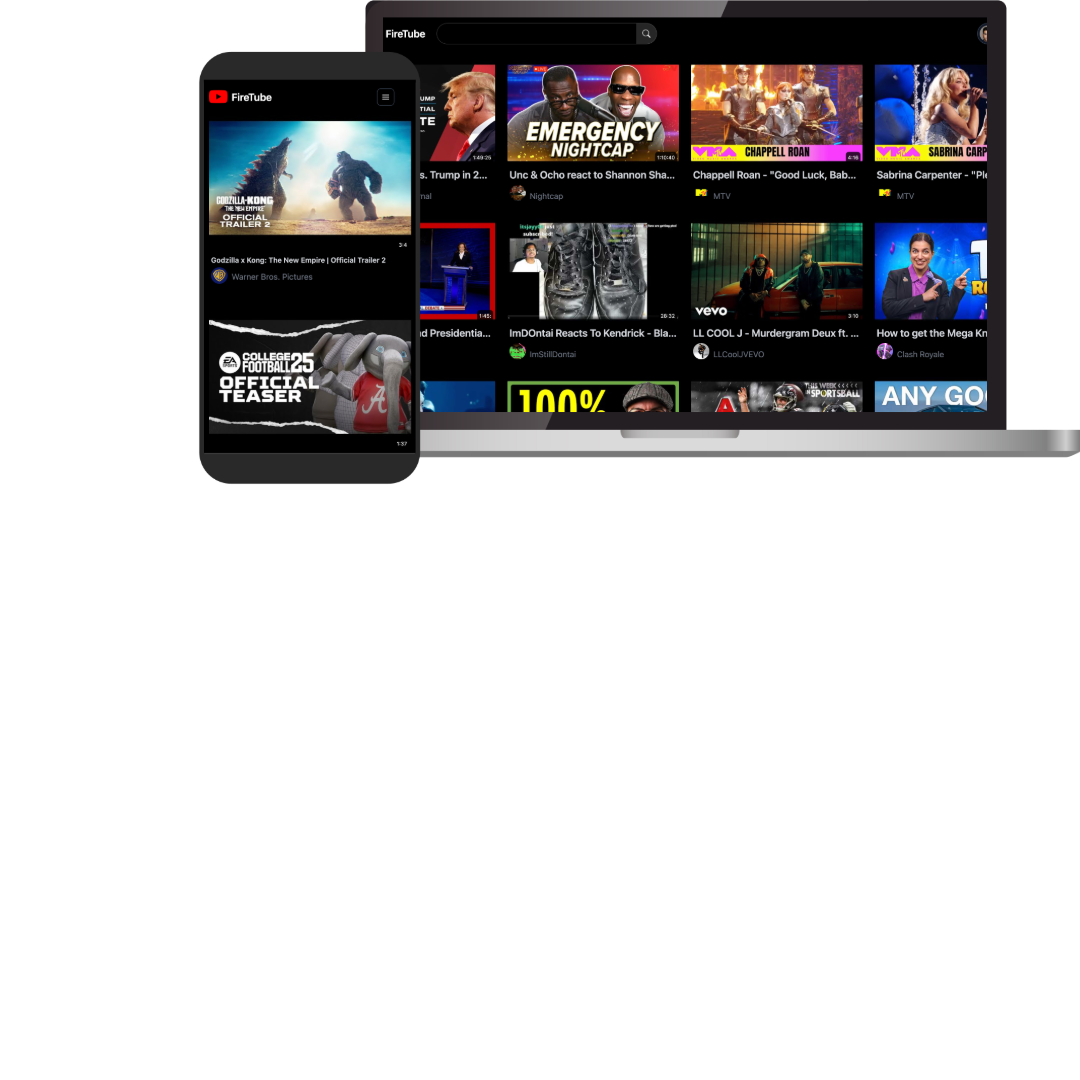 FireTube
FireTube
GODZILLA x KONG
THE NEW EMPIRE
OFFICIAL
TRAILER 2
3:4
Godzilla x Kong: The New Empire | Official Trailer 2
Warner Bros. Pictures
EA
SPORTS
COLLEGE
FOOTBALL 25
OFFICIAL
TEASER
1:37
UMP
TIAL
TE
1:49:25
s. Trump in 2...
nal
LIVE
EMERGENCY
NIGHTCAP
1:10:40
Unc & Ocho react to Shannon Sha...
Nightcap
VMA
CHAPPELL ROAN
4:16
Chappell Roan - "Good Luck, Bab...
MTV
VMA
SABRINA CARP
Sabrina Carpenter - "Ple
MTV
1:45:
nd Presidentia...
28:32
ImDOntai Reacts To Kendrick - Bla...
ImStillDontai
vevo
3:10
LL COOL J - Murdergram Deux ft. ...
LLCoolJVEVO
How to get the Mega Kn
Clash Royale
100%
THIS WEEK
SPORTSBALL
ANY GO